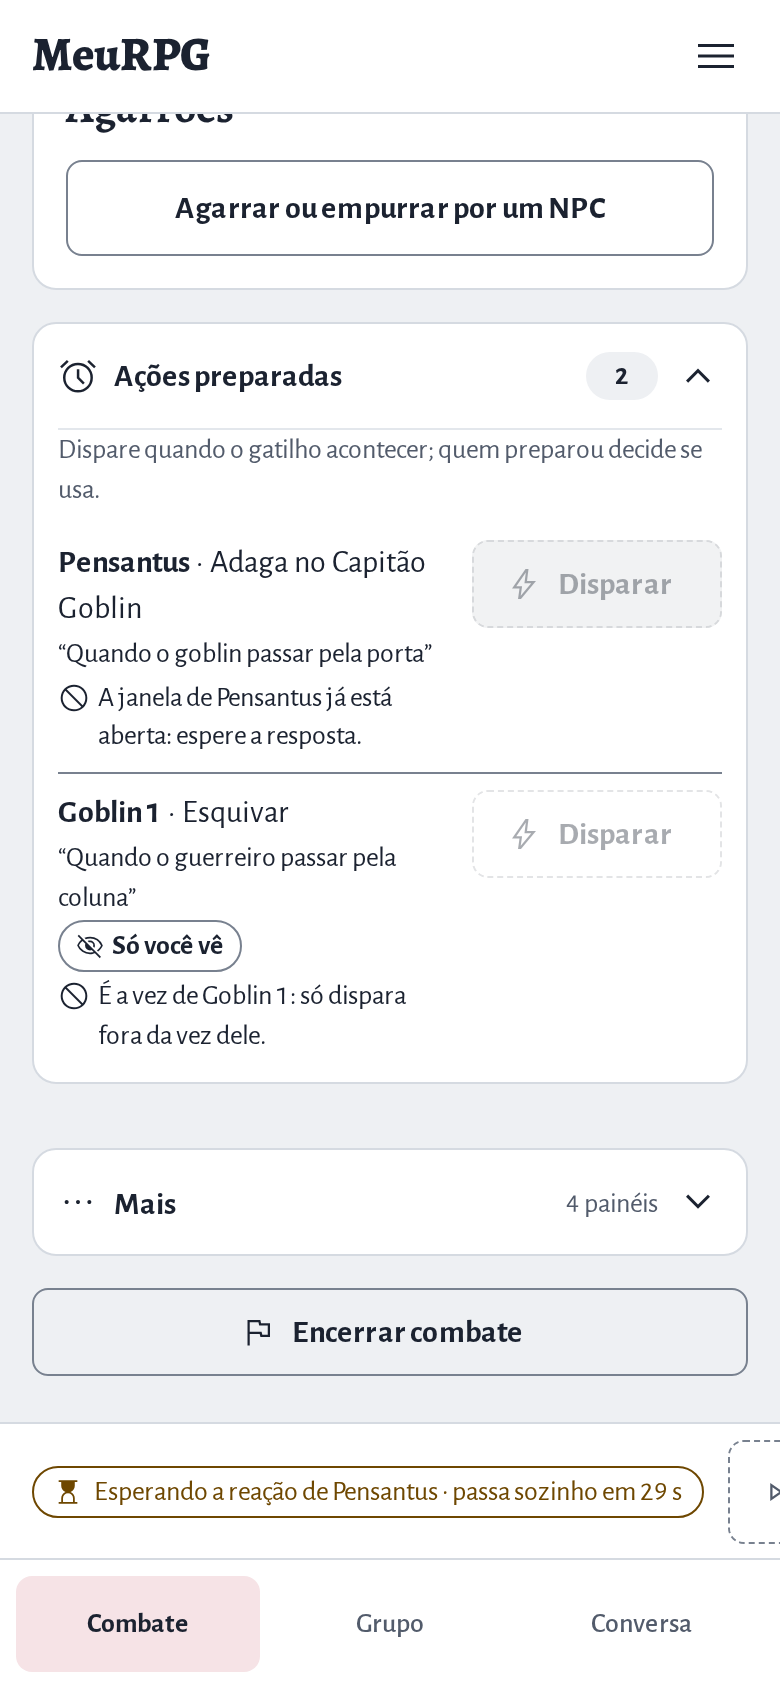 MeuRPG
Agarrões
Agarrar ou empurrar por um NPC
Ações preparadas
2
Dispare quando o gatilho acontecer; quem preparou decide se
usa.
Pensantus · Adaga no Capitão
Goblin
Disparar
“Quando o goblin passar pela porta”
A janela de Pensantus já está
aberta: espere a resposta.
Goblin 1 · Esquivar
Disparar
“Quando o guerreiro passar pela
coluna”
Só você vê
É a vez de Goblin 1: só dispara
fora da vez dele.
... Mais
4 painéis
Encerrar combate
Esperando a reação de Pensantus · passa sozinho em 29 s
Combate
Grupo
Conversa